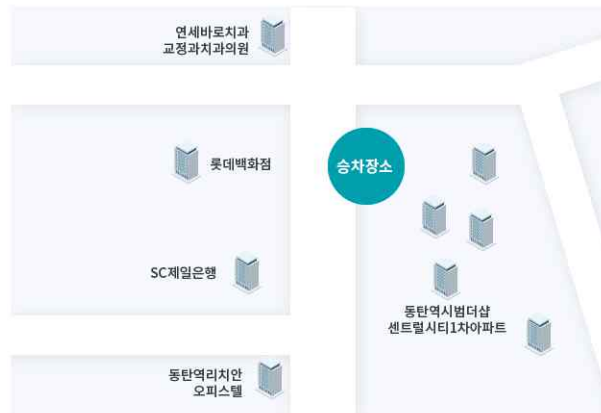 연세바로치과
교정과치과의원
롯데백화점
승차장소
SC제일은행
동탄역시범더샵
센트럴시티1차아파트
동탄역리치안
오피스텔